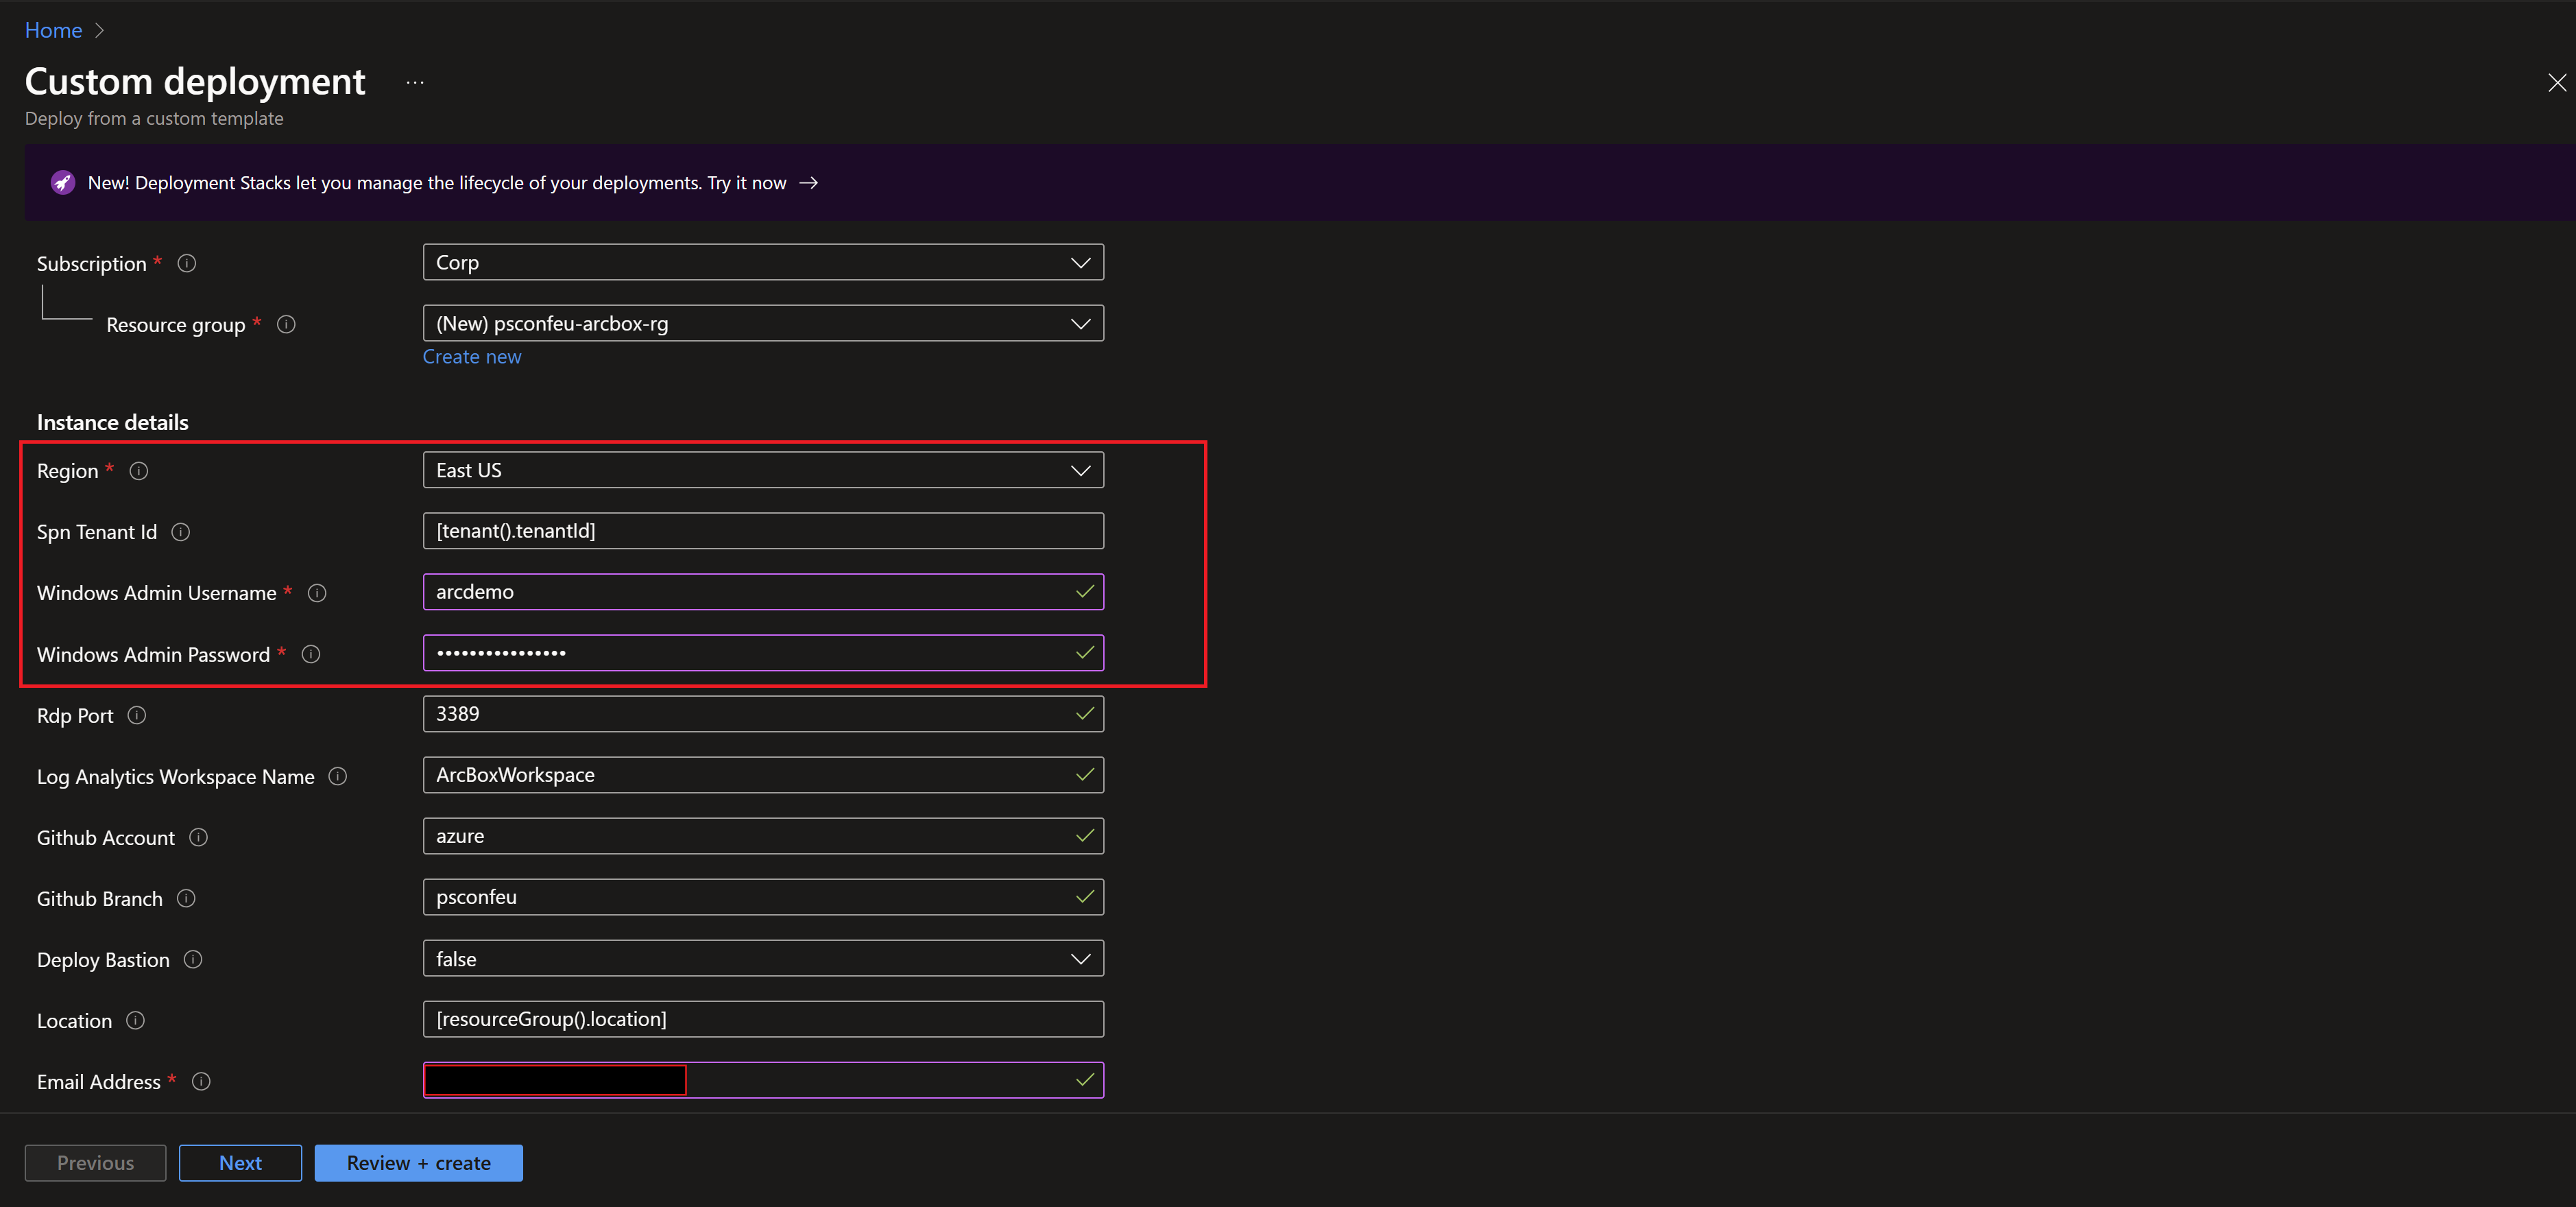 Home
Custom deployment ...
Deploy from a custom template
New! Deployment Stacks let you manage the lifecycle of your deployments. Try it now →
Subscription * Corp
Resource group * (New) psconfeu-arcbox-rg
Create new
Instance details
Region * East US
Spn Tenant Id [tenant().tenantId]
Windows Admin Username * arcdemo
Windows Admin Password * ••••••••••••••••
Rdp Port 3389
Log Analytics Workspace Name ArcBoxWorkspace
Github Account azure
Github Branch psconfeu
Deploy Bastion false
Location [resourceGroup().location]
Email Address *
Previous Next Review + create